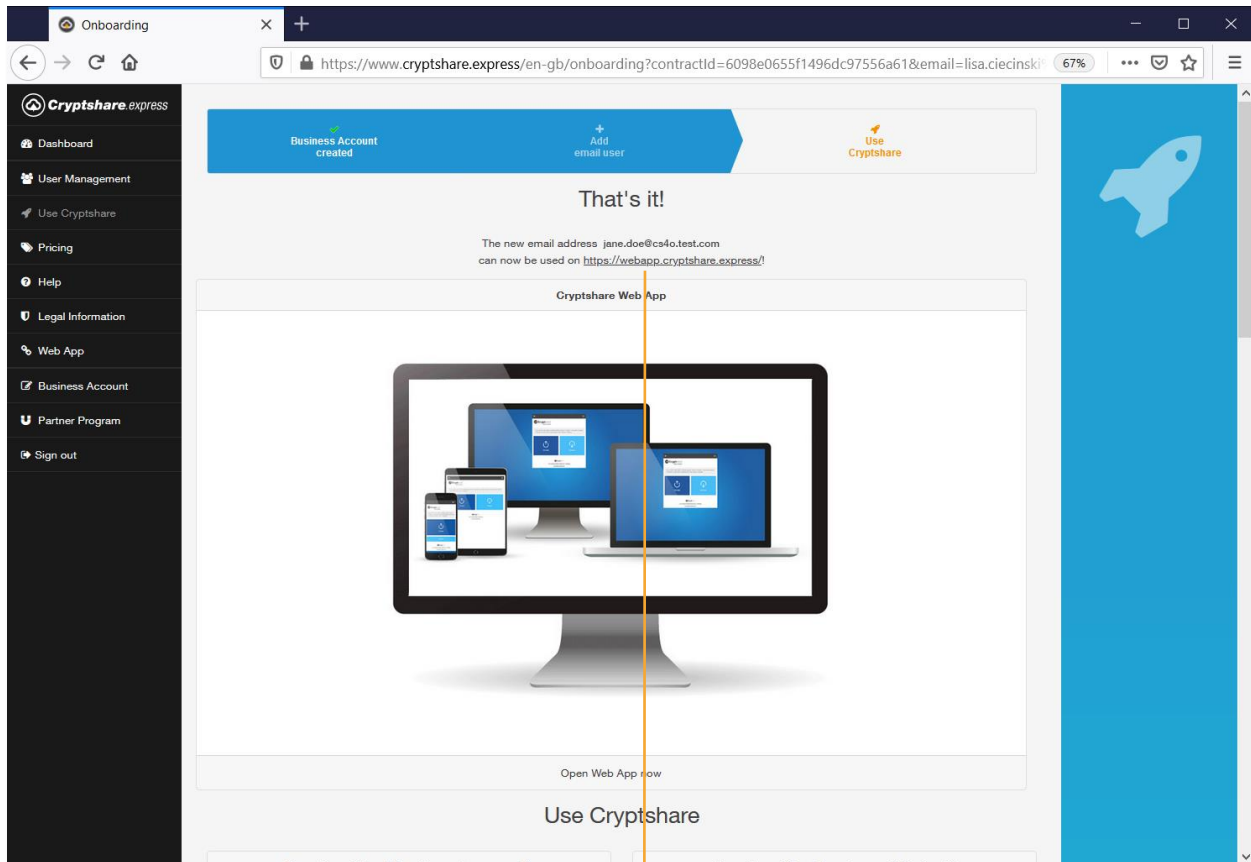 Onboarding
https://www.cryptshare.express/en-gb/onboarding?contractId=6098e0655f1496dc97556a61&email=lisa.ciecinski
67%
Cryptshare.express
Dashboard
User Management
Use Cryptshare
Pricing
Help
Legal Information
Web App
Business Account
Partner Program
Sign out
Business Account
created
Add
email user
Use
Cryptshare
That's it!
The new email address jane.doe@cs4o.test.com
can now be used on https://webapp.cryptshare.express/!
Cryptshare Web App
Open Web App now
Use Cryptshare